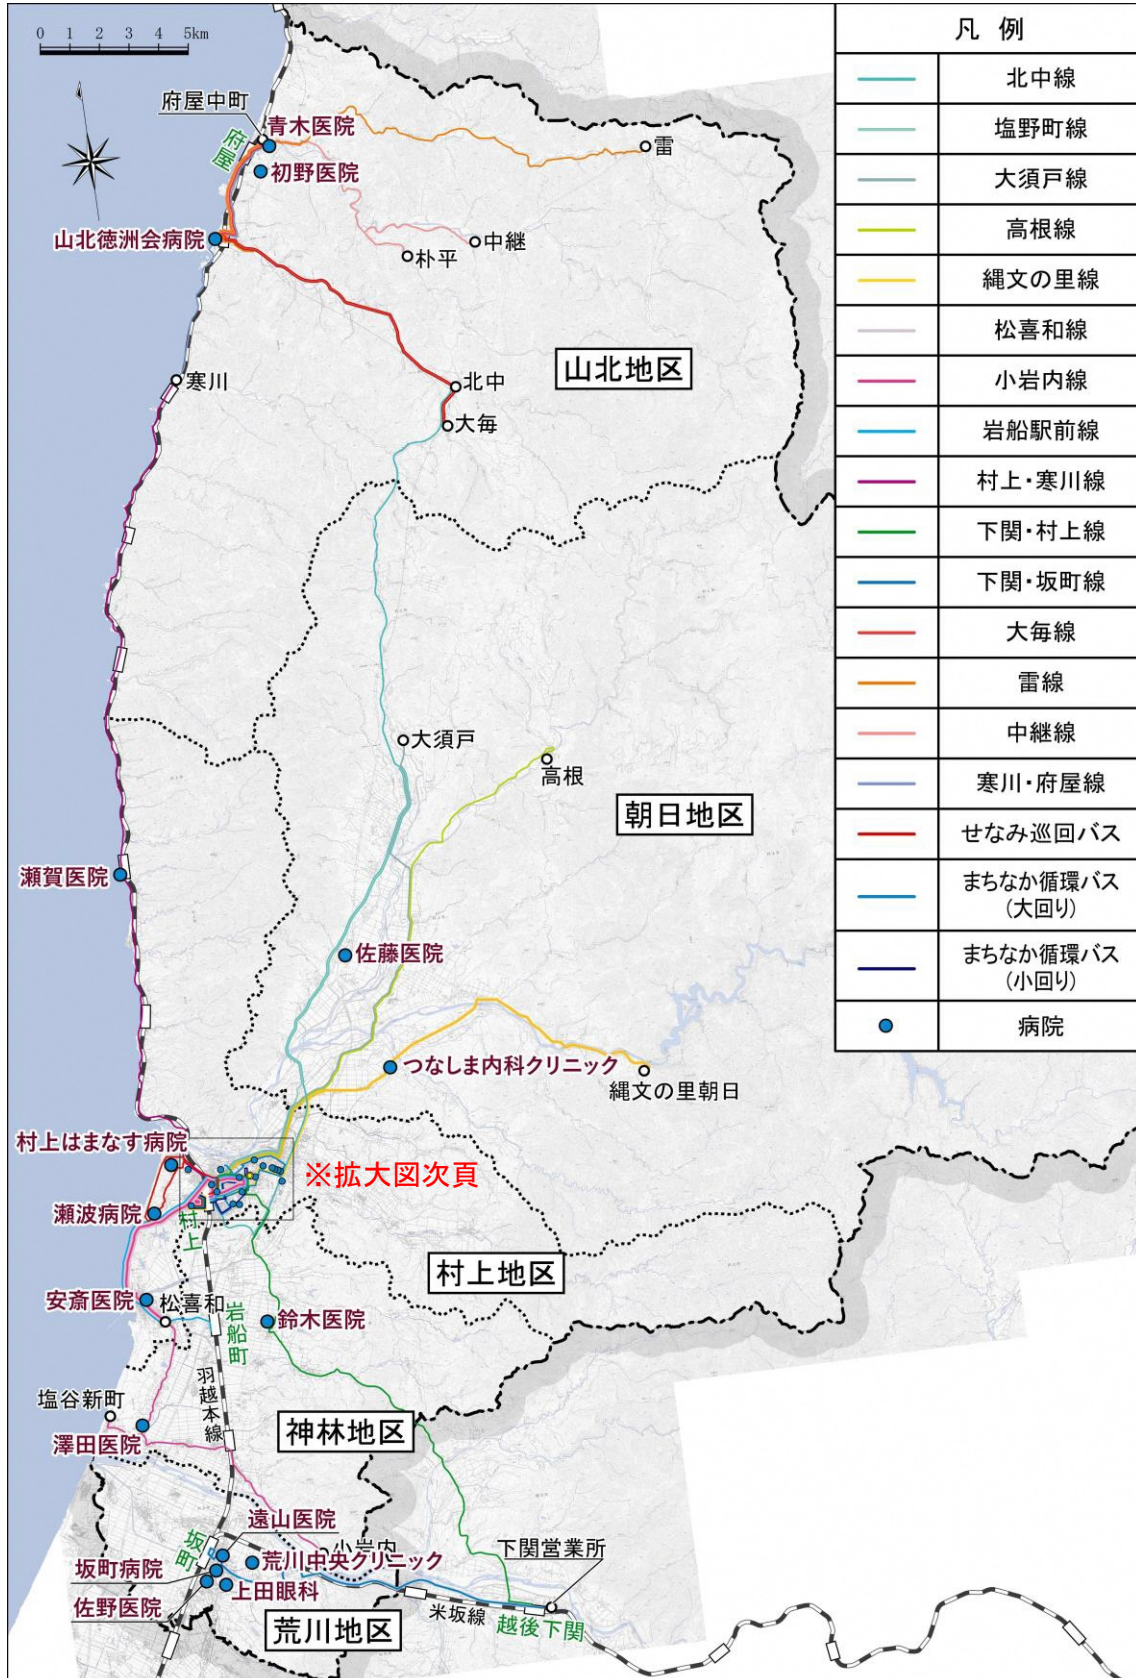 0 1 2 3 4 5km
府屋中町
青木医院
府屋
初野医院
雷
山北徳洲会病院
中継
朴平
山北地区
寒川
北中
大毎
大須戸
高根
朝日地区
瀬賀医院
佐藤医院
つなしま内科クリニック
縄文の里朝日
村上はまなす病院
※拡大図次頁
瀬波病院
村上
村上地区
安斎医院
松喜和
岩船町
鈴木医院
羽越本線
塩谷新町
澤田医院
神林地区
遠山医院
坂町
小岩内
下関営業所
荒川中央クリニック
坂町病院
上田眼科
佐野医院
米坂線
越後下関
荒川地区
凡 例
北中線
塩野町線
大須戸線
高根線
縄文の里線
松喜和線
小岩内線
岩船駅前線
村上・寒川線
下関・村上線
下関・坂町線
大毎線
雷線
中継線
寒川・府屋線
せなみ巡回バス
まちなか循環バス
(大回り)
まちなか循環バス
(小回り)
病院